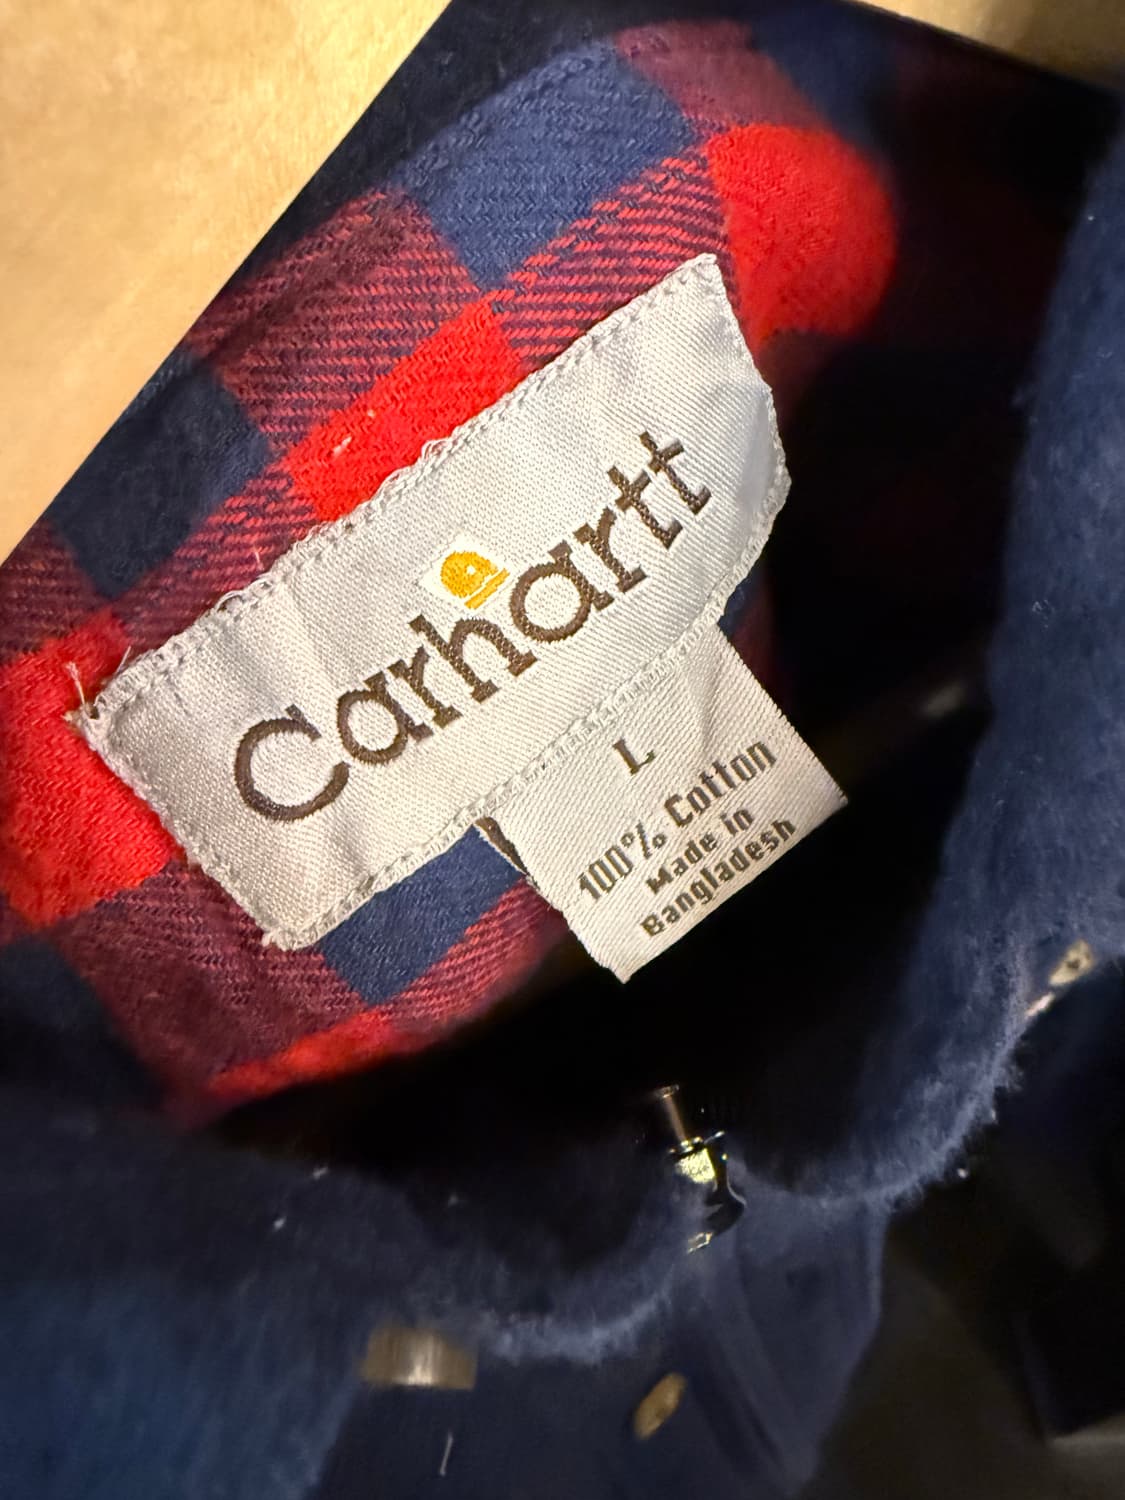 Carhartt
L
100% Cotton
Made in
Bangladesh